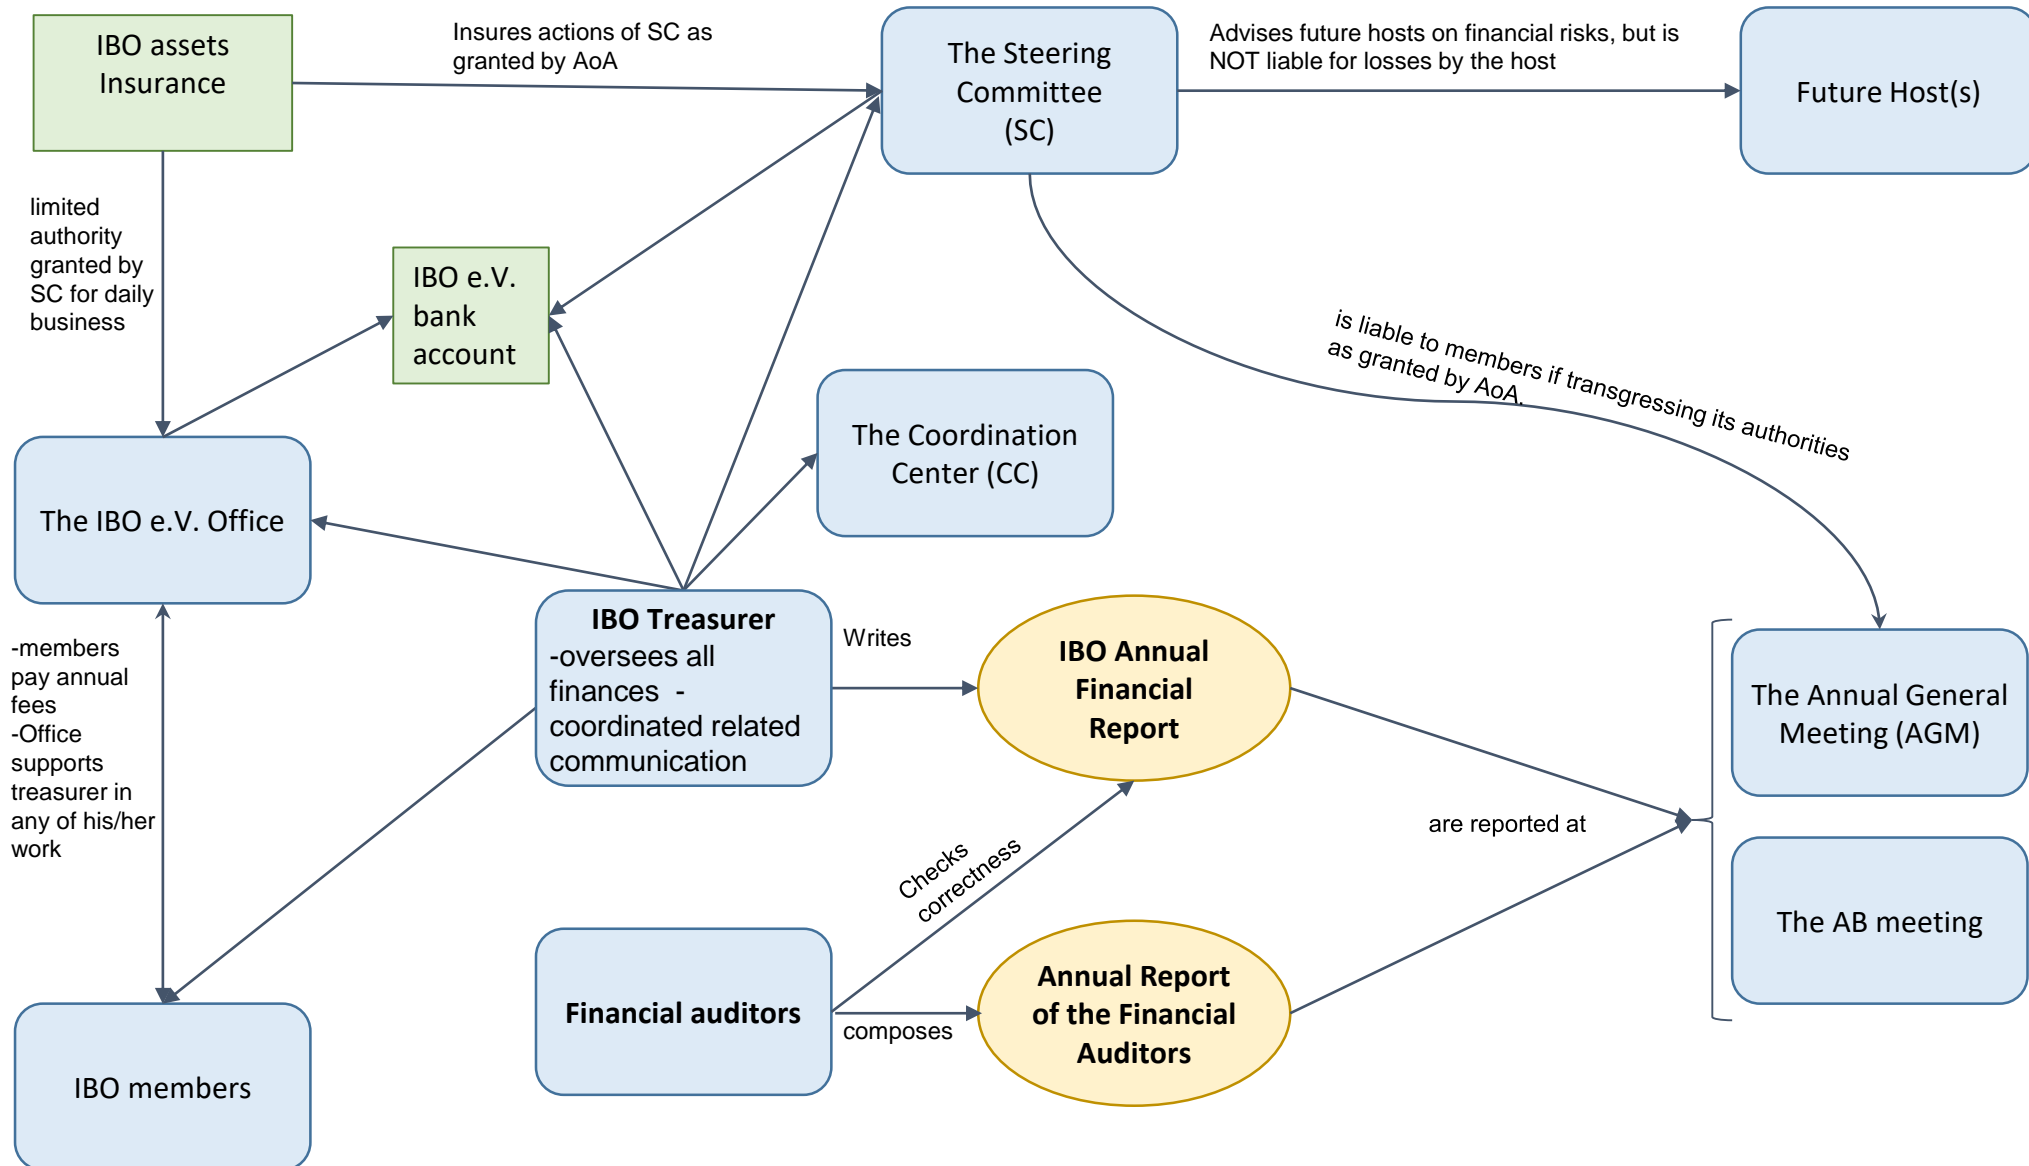 IBO assets
Insurance
Insures actions of SC as
granted by AoA
The Steering
Committee
(SC)
Advises future hosts on financial risks, but is
NOT liable for losses by the host
Future Host(s)
limited
authority
granted by
SC for daily
business
IBO e.V.
bank
account
is liable to members if transgressing its authorities
as granted by AoA.
The Coordination
Center (CC)
The IBO e.V. Office
IBO Treasurer
-oversees all
finances  -
coordinated related
communication
Writes
IBO Annual
Financial
Report
-members
pay annual
fees
-Office
supports
treasurer in
any of his/her
work
The Annual General
Meeting (AGM)
are reported at
Checks
correctness
The AB meeting
Financial auditors
composes
Annual Report
of the Financial
Auditors
IBO members